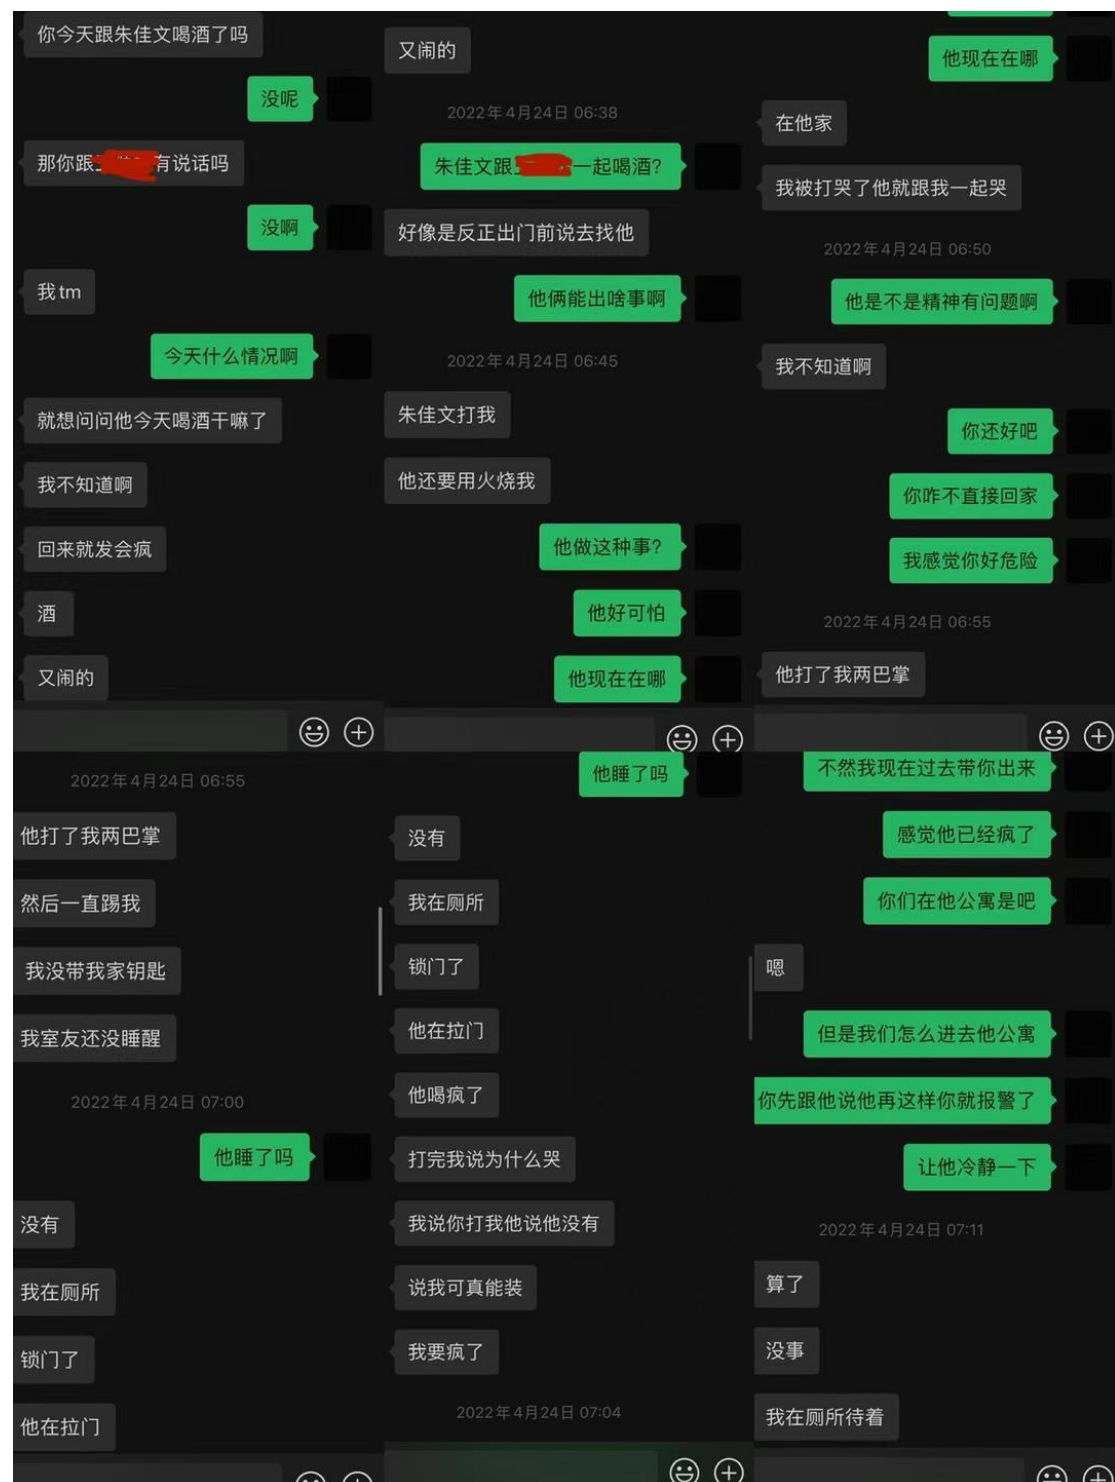 你今天跟朱佳文喝酒了吗
没呢
那你跟 有说话吗
没啊
我tm
今天什么情况啊
就想问问他今天喝酒干嘛了
我不知道啊
回来就发会疯
酒
又闹的
又闹的
2022年4月24日 06:38
朱佳文跟 一起喝酒?
好像是反正出门前说去找他
他俩能出啥事啊
2022年4月24日 06:45
朱佳文打我
他还要用火烧我
他做这种事?
他好可怕
他现在在哪
他现在在哪
在他家
我被打哭了他就跟我一起哭
2022年4月24日 06:50
他是不是精神有问题啊
我不知道啊
你还好吧
你咋不直接回家
我感觉你好危险
2022年4月24日 06:55
他打了我两巴掌
2022年4月24日 06:55
他打了我两巴掌
然后一直踢我
我没带我家钥匙
我室友还没睡醒
2022年4月24日 07:00
他睡了吗
没有
我在厕所
锁门了
他在拉门
他睡了吗
没有
我在厕所
锁门了
他在拉门
他喝疯了
打完我说为什么哭
我说你打我他说他没有
说我可真能装
我要疯了
2022年4月24日 07:04
不然我现在过去带你出来
感觉他已经疯了
你们在他公寓是吧
嗯
但是我们怎么进去他公寓
你先跟他说他再这样你就报警了
让他冷静一下
2022年4月24日 07:11
算了
没事
我在厕所待着